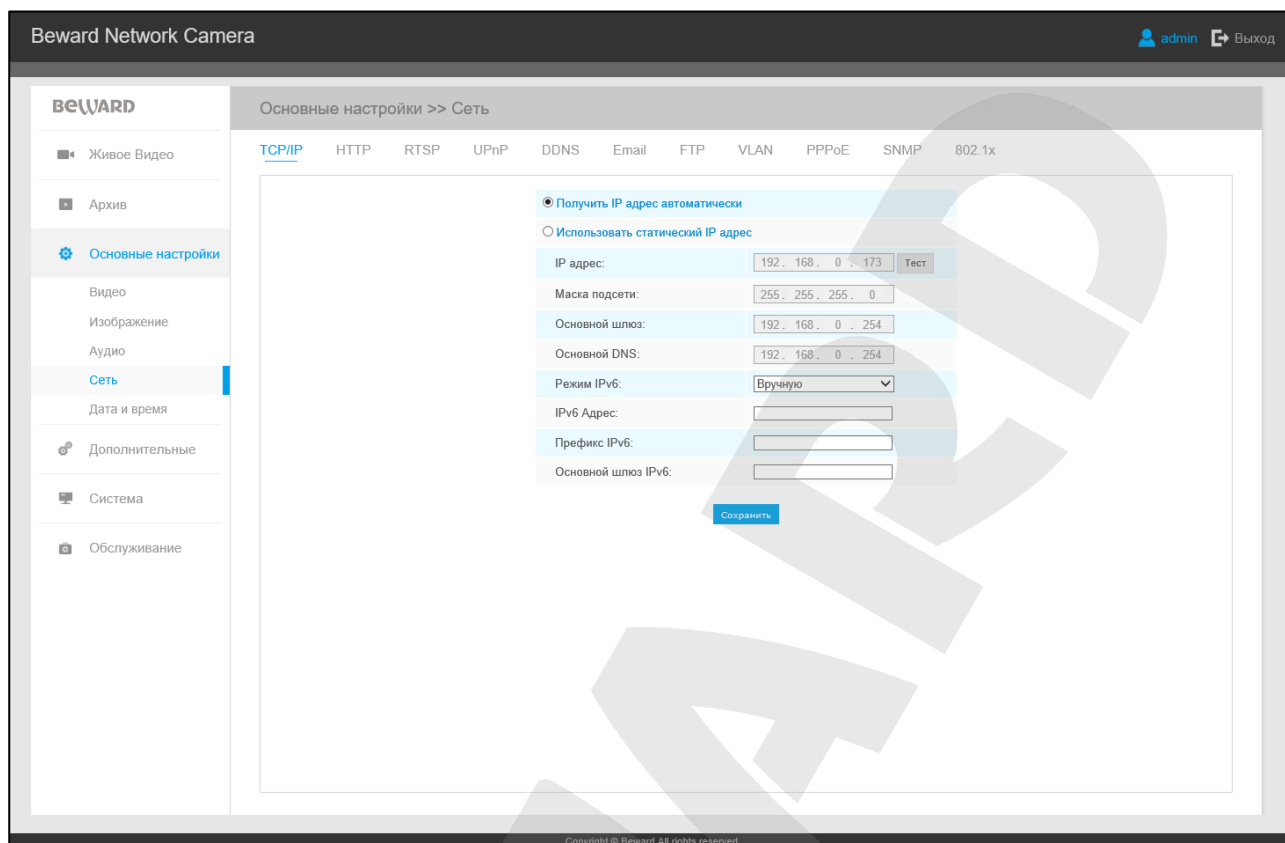 Beward Network Camera
admin Выход
BEWARD
Основные настройки >> Сеть
Живое Видео
Архив
Основные настройки
Видео
Изображение
Аудио
Сеть
Дата и время
Дополнительные
Система
Обслуживание
TCP/IP HTTP RTSP UPnP DDNS Email FTP VLAN PPPoE SNMP 802.1x
Получить IP адрес автоматически
Использовать статический IP адрес
IP адрес: 192. 168. 0 . 173 Тест
Маска подсети: 255. 255. 255. 0
Основной шлюз: 192. 168. 0 . 254
Основной DNS: 192. 168. 0 . 254
Режим IPv6: Вручную
IPv6 Адрес:
Префикс IPv6:
Основной шлюз IPv6:
Сохранить
Copyright © Beward All rights reserved